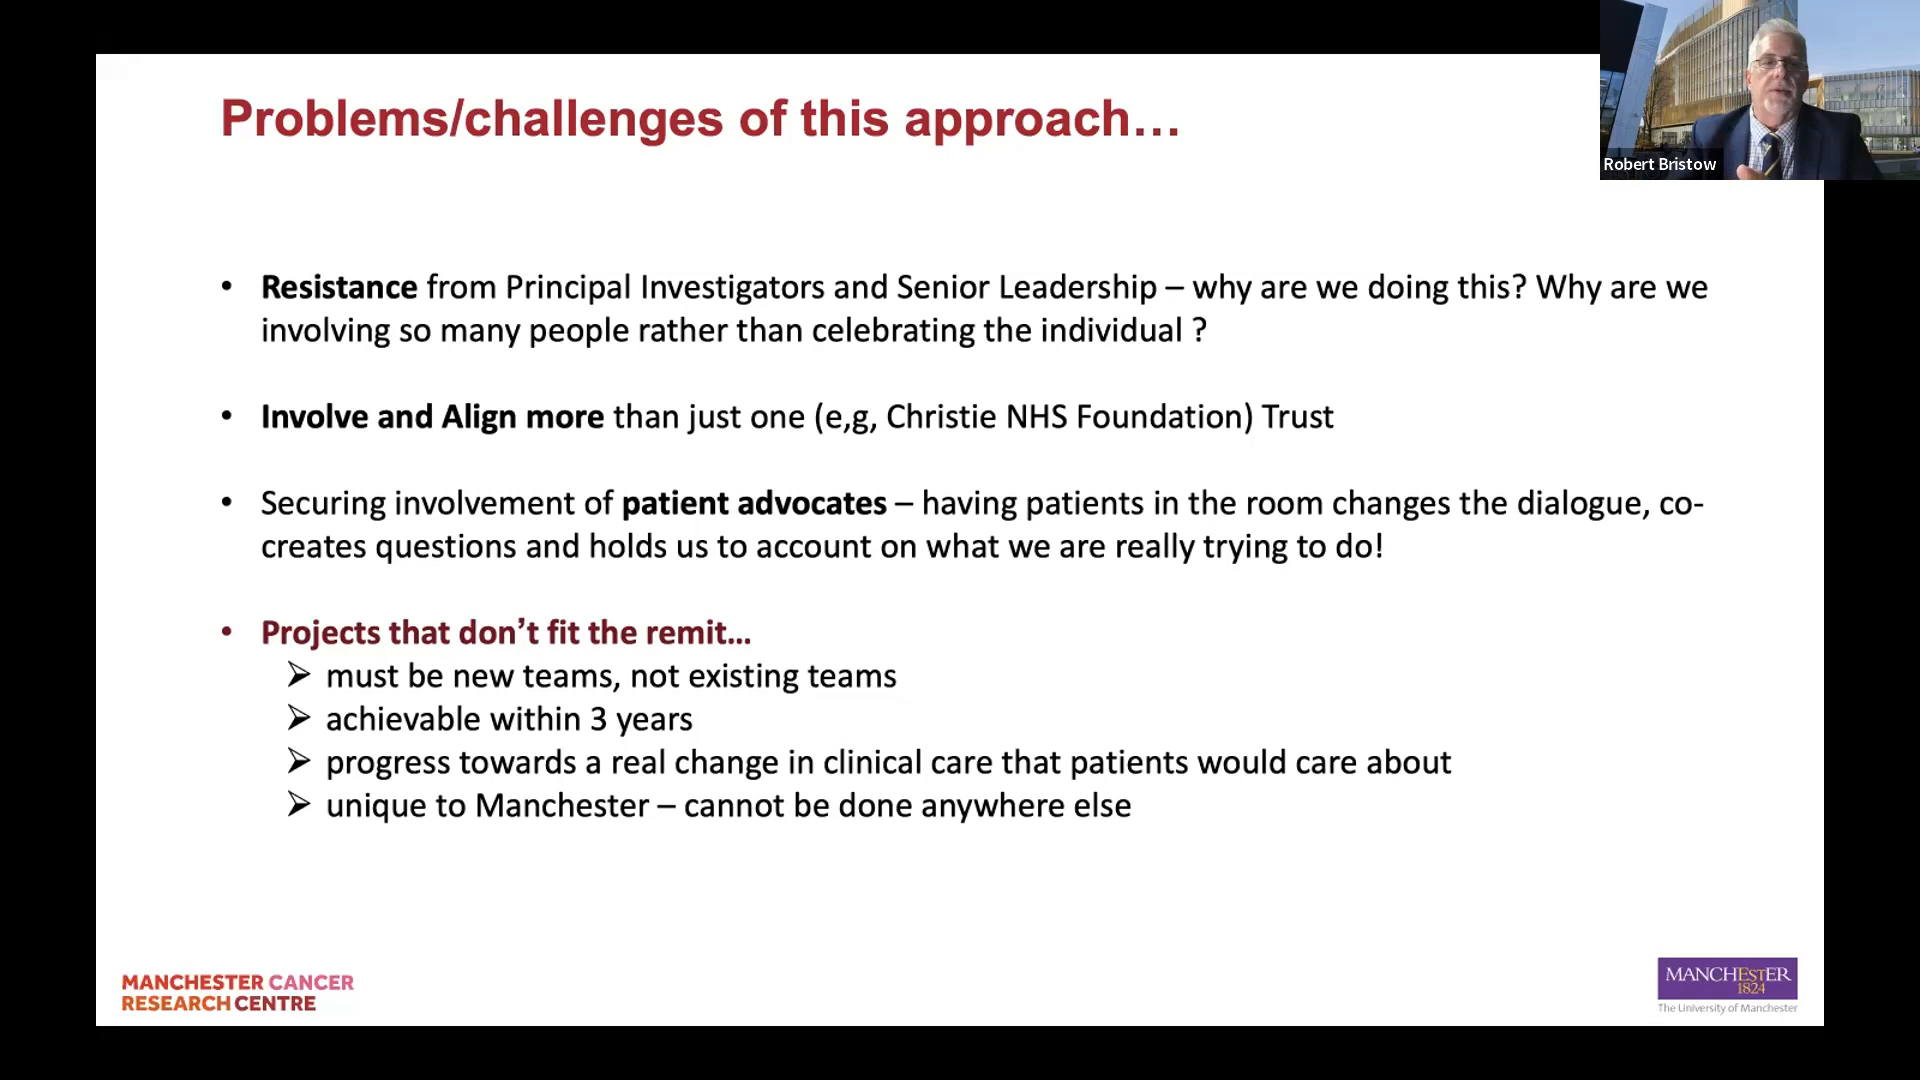 Problems/challenges of this approach…
Robert Bristow
• Resistance from Principal Investigators and Senior Leadership – why are we doing this? Why are we
involving so many people rather than celebrating the individual ?
• Involve and Align more than just one (e,g, Christie NHS Foundation) Trust
• Securing involvement of patient advocates – having patients in the room changes the dialogue, co-
creates questions and holds us to account on what we are really trying to do!
• Projects that don’t fit the remit…
➢ must be new teams, not existing teams
➢ achievable within 3 years
➢ progress towards a real change in clinical care that patients would care about
➢ unique to Manchester – cannot be done anywhere else
MANCHESTER CANCER
RESEARCH CENTRE
MANCHESTER
1824
The University of Manchester